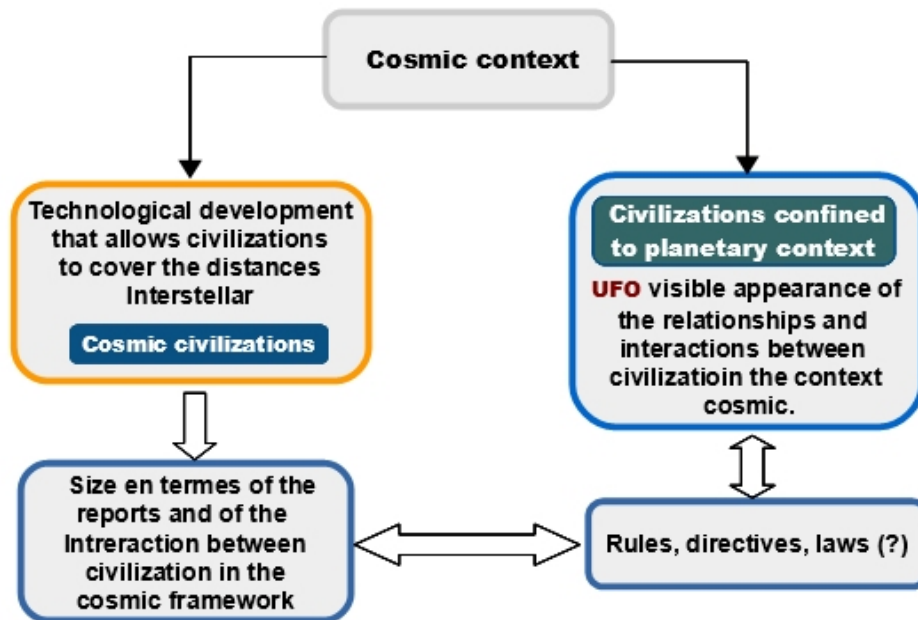 Cosmic context
Technological development
that allows civilizations
to cover the distances
Interstellar
Cosmic civilizations
Civilizations confined
to planetary context
UFO visible appearance of
the relationships and
interactions between
civilizatioin the context
cosmic.
Size en termes of the
reports and of the
Intreraction between
civilization in the
cosmic framework
Rules, directives, laws (?)